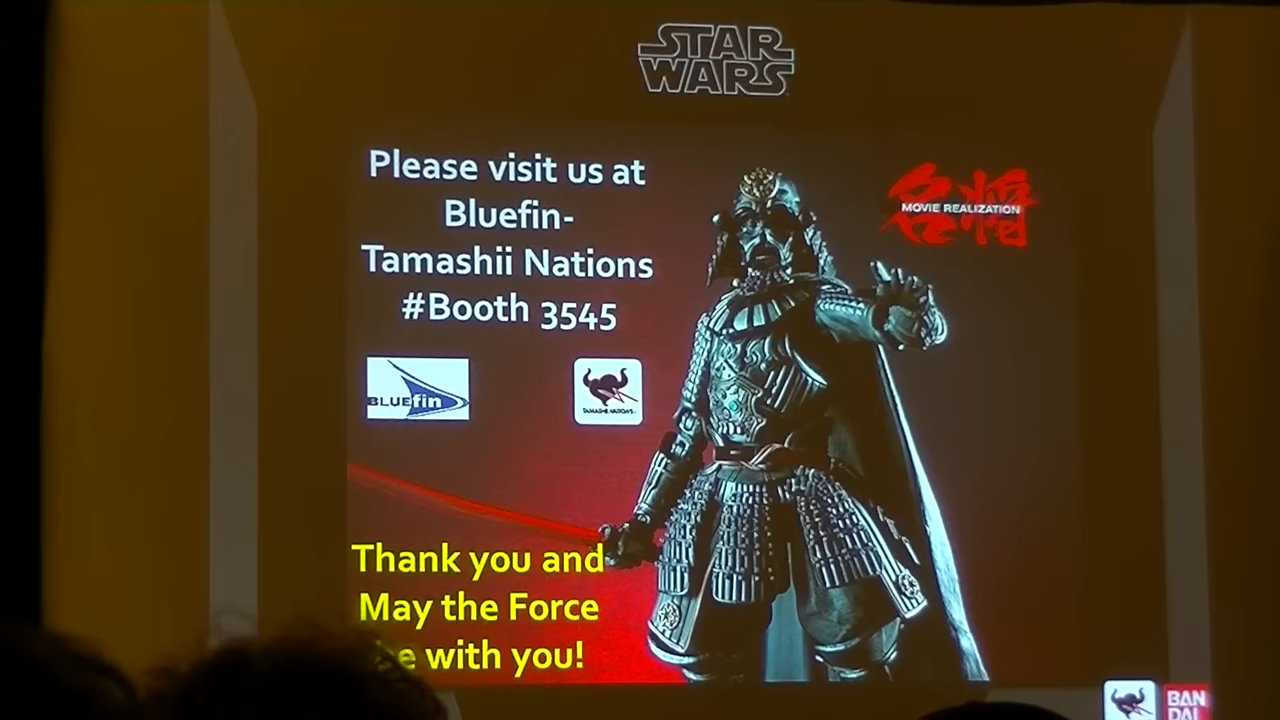 STAR
WARS
Please visit us at
Bluefin-
Tamashii Nations
#Booth 3545
名将
MOVIE REALIZATION
BLUEfin
TAMASHII NATIONS
Thank you and
May the Force
be with you!
BAN
DAI